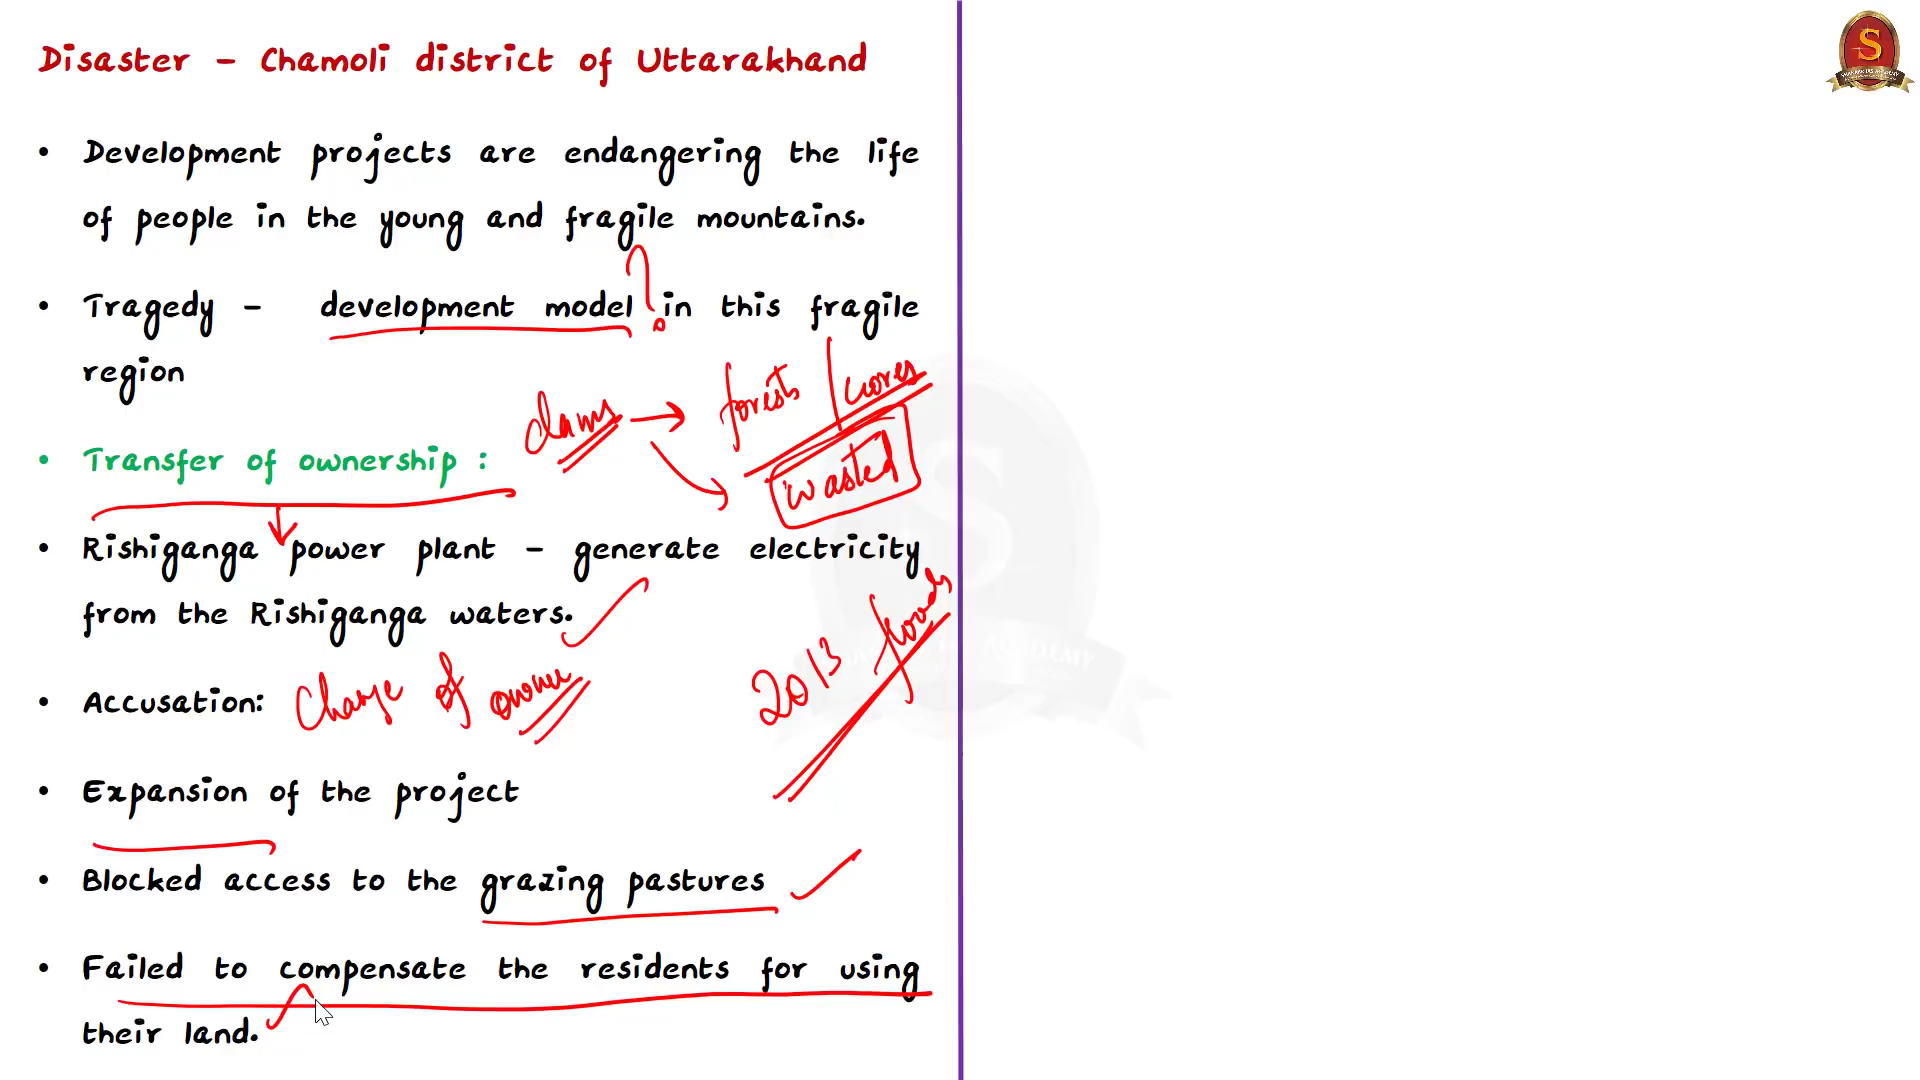 Disaster - Chamoli district of Uttarakhand
• Development projects are endangering the life
of people in the young and fragile mountains.
• Tragedy - development model ? in this fragile
region
dams → forests / crores
wasted
• Transfer of ownership :
• Rishiganga power plant - generate electricity
from the Rishiganga waters.
2013 floods
• Accusation: Change of owner
• Expansion of the project
• Blocked access to the grazing pastures
• Failed to compensate the residents for using
their land.
S
S